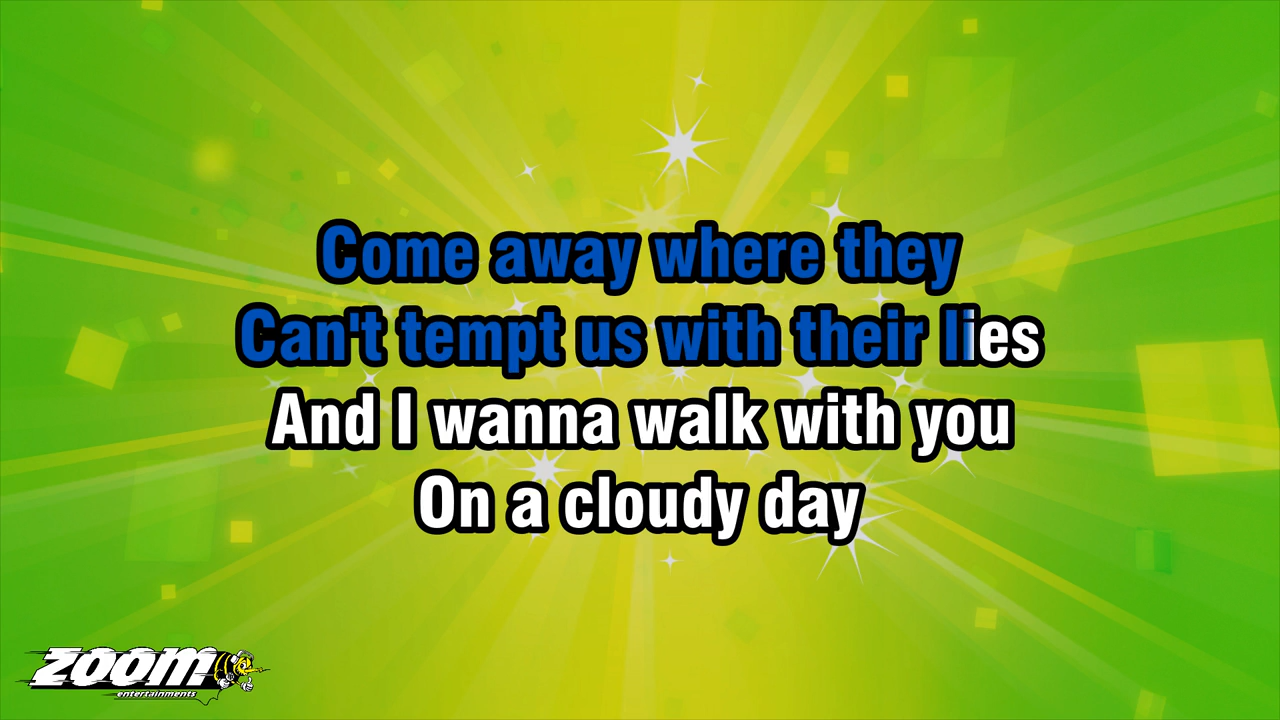 Come away where they
Can't tempt us with their lies
And I wanna walk with you
On a cloudy day
ZOOM
entertainments